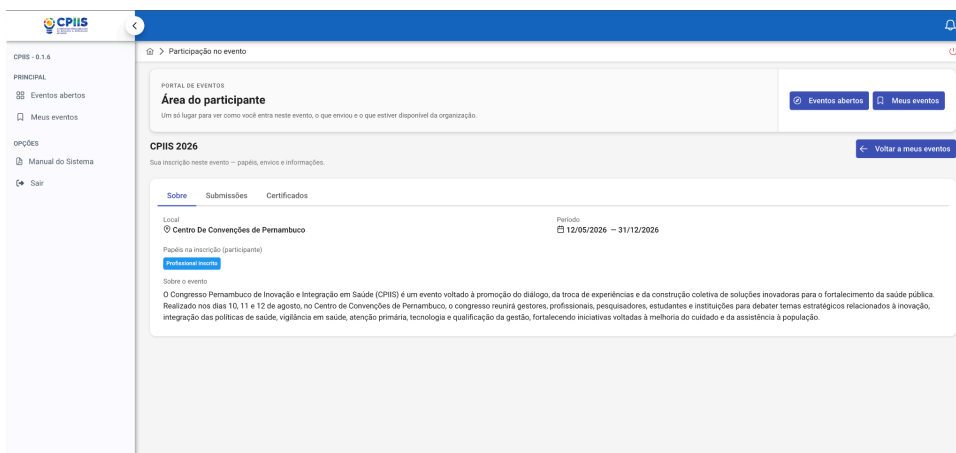 CPIIS
Participação no evento
CPIIS - 0.1.6
PRINCIPAL
Eventos abertos
Meus eventos
OPÇÕES
Manual do Sistema
Sair
PORTAL DE EVENTOS
Área do participante
Um só lugar para ver como você entra neste evento, o que enviou e o que estiver disponível da organização.
Eventos abertos
Meus eventos
CPIIS 2026
Sua inscrição neste evento — papéis, envios e informações.
Voltar a meus eventos
Sobre Submissões Certificados
Local
Centro De Convenções de Pernambuco
Período
12/05/2026 — 31/12/2026
Papéis na inscrição (participante)
Profissional Inscrito
Sobre o evento
O Congresso Pernambuco de Inovação e Integração em Saúde (CPIIS) é um evento voltado à promoção do diálogo, da troca de experiências e da construção coletiva de soluções inovadoras para o fortalecimento da saúde pública.
Realizado nos dias 10, 11 e 12 de agosto, no Centro de Convenções de Pernambuco, o congresso reunirá gestores, profissionais, pesquisadores, estudantes e instituições para debater temas estratégicos relacionados à inovação,
integração das políticas de saúde, vigilância em saúde, atenção primária, tecnologia e qualificação da gestão, fortalecendo iniciativas voltadas à melhoria do cuidado e da assistência à população.